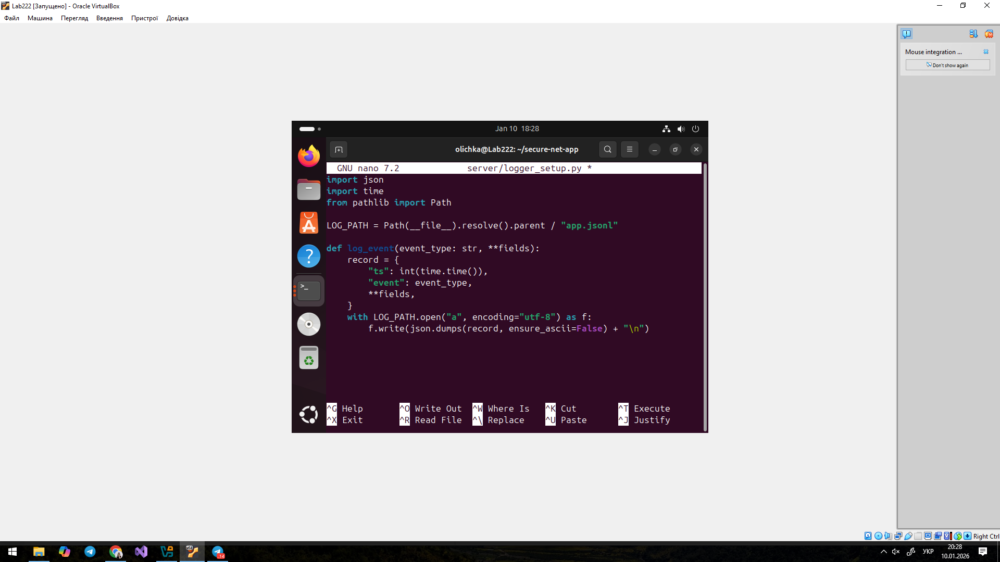 Lab222 [Запущено] - Oracle VirtualBox
Файл Машина Перегляд Введення Пристрої Довідка
Mouse integration ...
Don't show again
Jan 10 18:28
olichka@Lab222: ~/secure-net-app
GNU nano 7.2 server/logger_setup.py *
import json
import time
from pathlib import Path
LOG_PATH = Path(__file__).resolve().parent / "app.jsonl"
def log_event(event_type: str, **fields):
    record = {
        "ts": int(time.time()),
        "event": event_type,
        **fields,
    }
    with LOG_PATH.open("a", encoding="utf-8") as f:
        f.write(json.dumps(record, ensure_ascii=False) + "\n")
^G Help ^O Write Out ^W Where Is ^K Cut ^T Execute
^X Exit ^R Read File ^\ Replace ^U Paste ^J Justify
Right Ctrl
14
УКР
20:28
10.01.2026